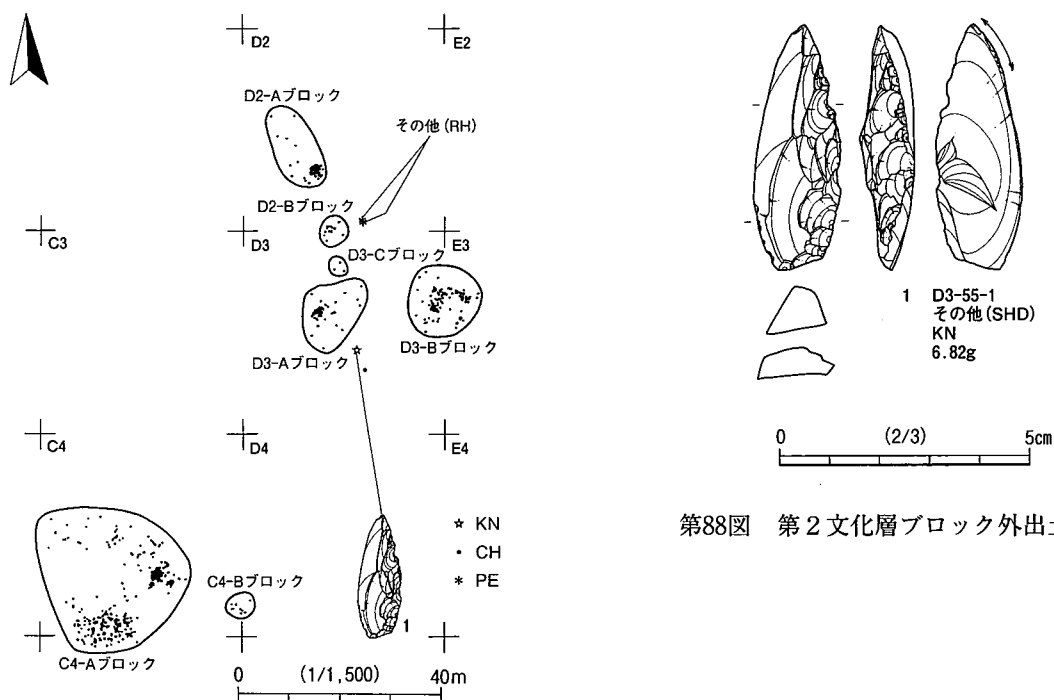 D2
E2
D2-Aブロック
その他(RH)
D2-Bブロック
C3
D3
E3
D3-Cブロック
D3-Aブロック
D3-Bブロック
C4
D4
E4
☆ KN
・ CH
* PE
C4-Bブロック
1
C4-Aブロック
0 (1/1,500) 40m
1 D3-55-1
その他(SHD)
KN
6.82g
0 (2/3) 5cm
第88図 第2文化層ブロック外出